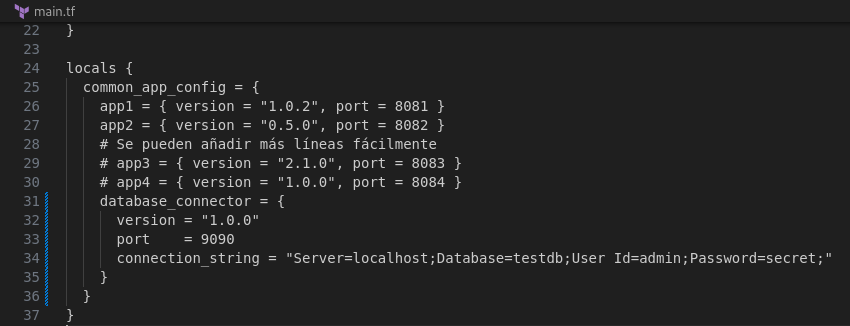 main.tf
22 }
23
24 locals {
25   common_app_config = {
26     app1 = { version = "1.0.2", port = 8081 }
27     app2 = { version = "0.5.0", port = 8082 }
28     # Se pueden añadir más líneas fácilmente
29     # app3 = { version = "2.1.0", port = 8083 }
30     # app4 = { version = "1.0.0", port = 8084 }
31     database_connector = {
32       version = "1.0.0"
33       port    = 9090
34       connection_string = "Server=localhost;Database=testdb;User Id=admin;Password=secret;"
35     }
36   }
37 }